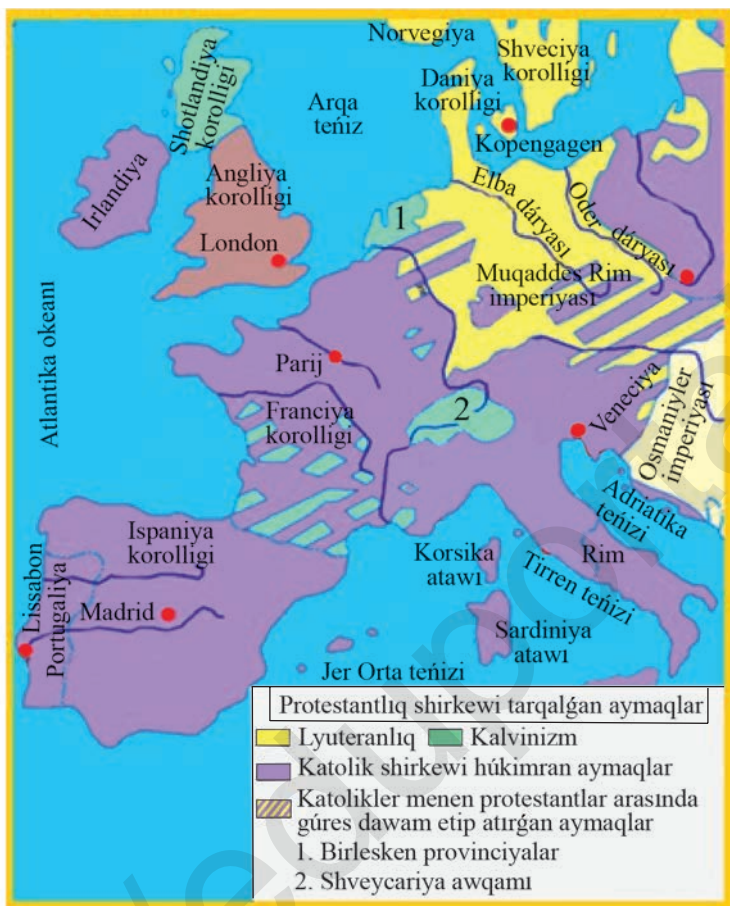 Norvegiya
Shveciya
korolligi
Daniya
korolligi
Shotlandiya
korolligi
Arqa
teńiz
Kopengagen
Irlandiya
Angliya
korolligi
London
1
Elba dáryası
Oder dáryası
Muqaddes Rim
imperiyası
Atlantika okeanı
Parij
Franciya
korolligi
2
Veneciya
Osmaniyler
imperiyası
Adriatika
teńizi
Ispaniya
korolligi
Korsika
atawı
Rim
Tirren teńizi
Lissabon
Portugaliya
Madrid
Sardiniya
atawı
Jer Orta teńizi
Protestantlıq shirkewi tarqalǵan aymaqlar
Lyuteranlıq Kalvinizm
Katolik shirkewi húkimran aymaqlar
Katolikler menen protestantlar arasında
gúres dawam etip atırǵan aymaqlar
1. Birlesken provinciyalar
2. Shveycariya awqamı